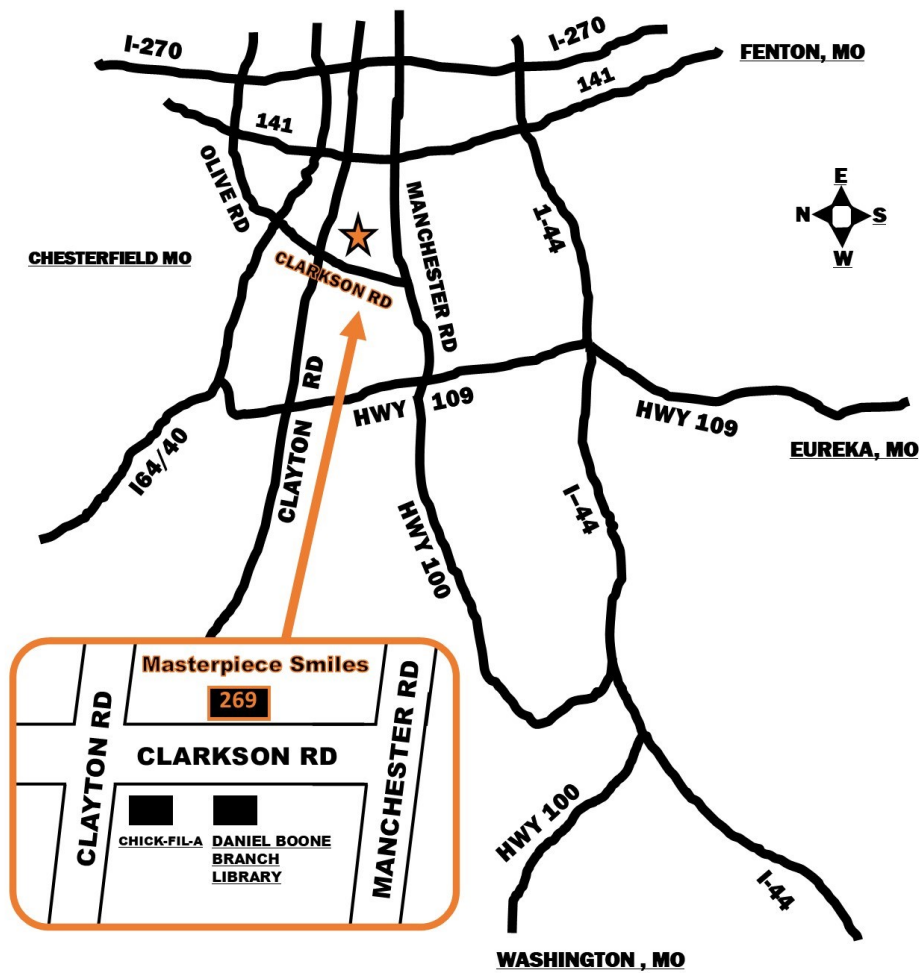 I-270
I-270
FENTON, MO
141
141
OLIVE RD
MANCHESTER RD
1-44
E
N
S
W
CHESTERFIELD MO
CLARKSON RD
CLAYTON RD
HWY 109
HWY 109
EUREKA, MO
I64/40
HWY 100
I-44
Masterpiece Smiles
269
CLAYTON RD
CLARKSON RD
MANCHESTER RD
CHICK-FIL-A
DANIEL BOONE
BRANCH
LIBRARY
HWY 100
I-44
WASHINGTON , MO